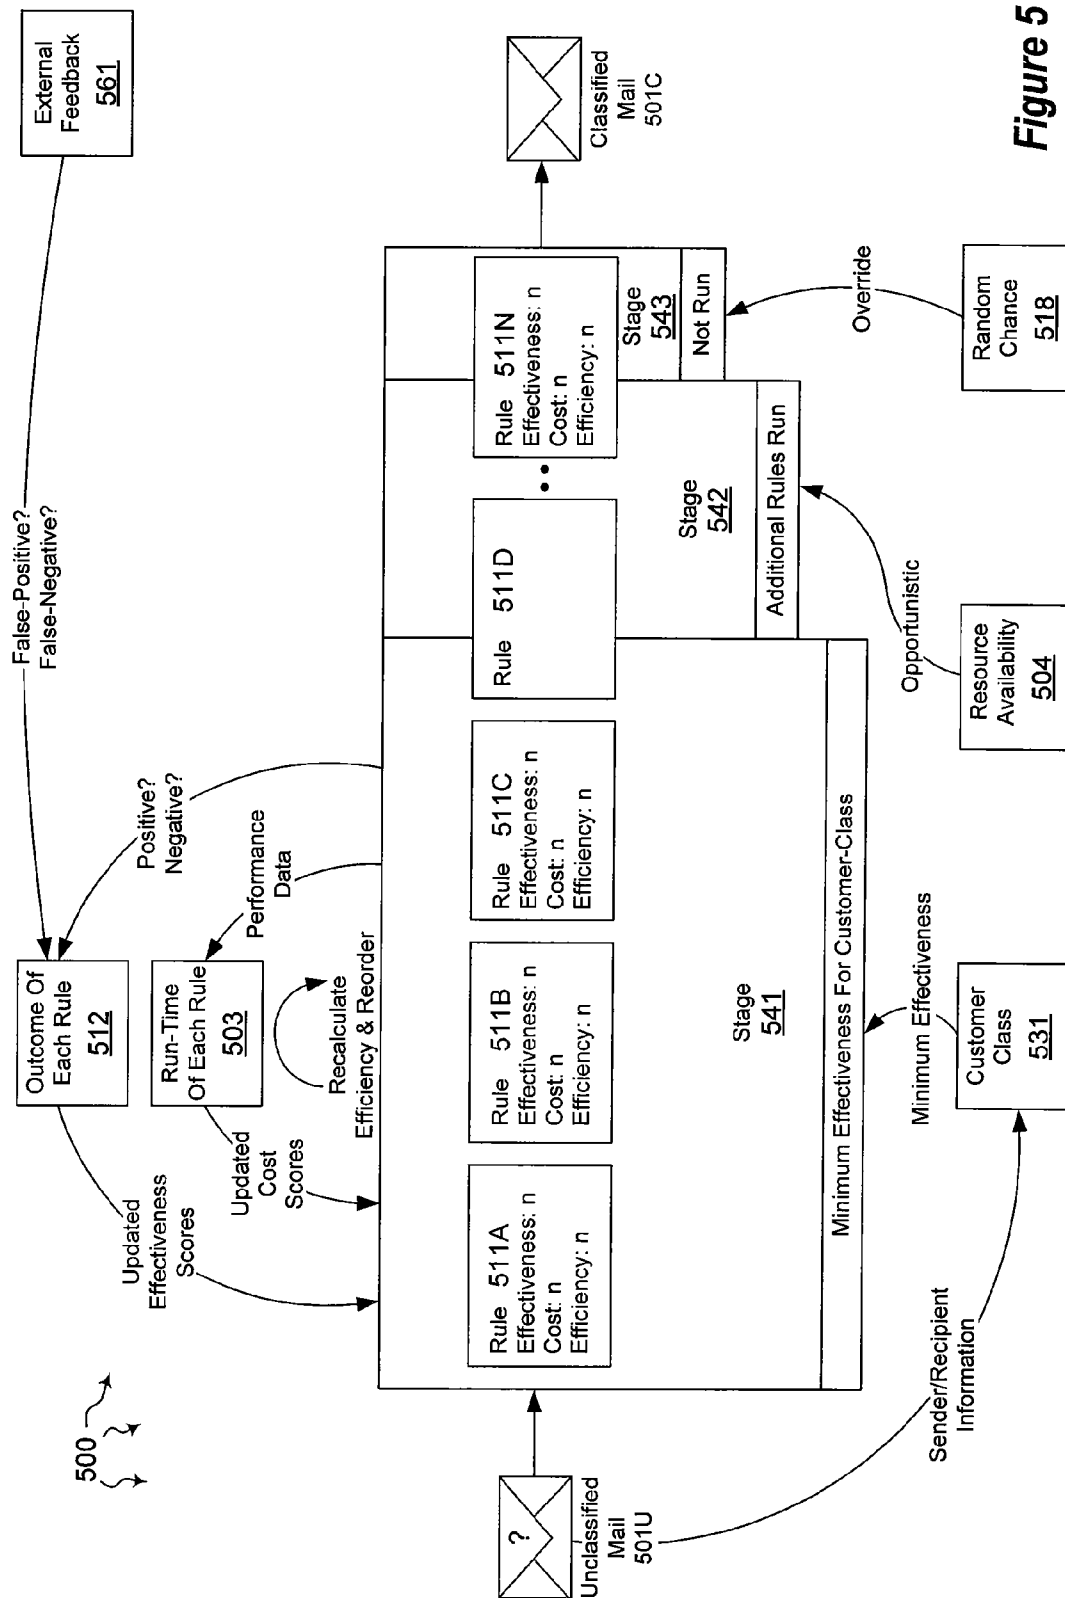 500
Outcome Of
Each Rule
512
Run-Time
Of Each Rule
503
External
Feedback
561
False-Positive?
False-Negative?
Positive?
Negative?
Performance
Data
Recalculate
Efficiency & Reorder
Updated
Effectiveness
Scores
Updated
Cost
Scores
?
Unclassified
Mail
501U
Rule 511A
Effectiveness: n
Cost: n
Efficiency: n
Rule 511B
Effectiveness: n
Cost: n
Efficiency: n
Rule 511C
Effectiveness: n
Cost: n
Efficiency: n
Rule 511D
Rule 511N
Effectiveness: n
Cost: n
Efficiency: n
Classified
Mail
501C
Stage
541
Stage
542
Stage
543
Minimum Effectiveness For Customer-Class
Additional Rules Run
Not Run
Sender/Recipient
Information
Minimum Effectiveness
Opportunistic
Override
Customer
Class
531
Resource
Availability
504
Random
Chance
518
Figure 5